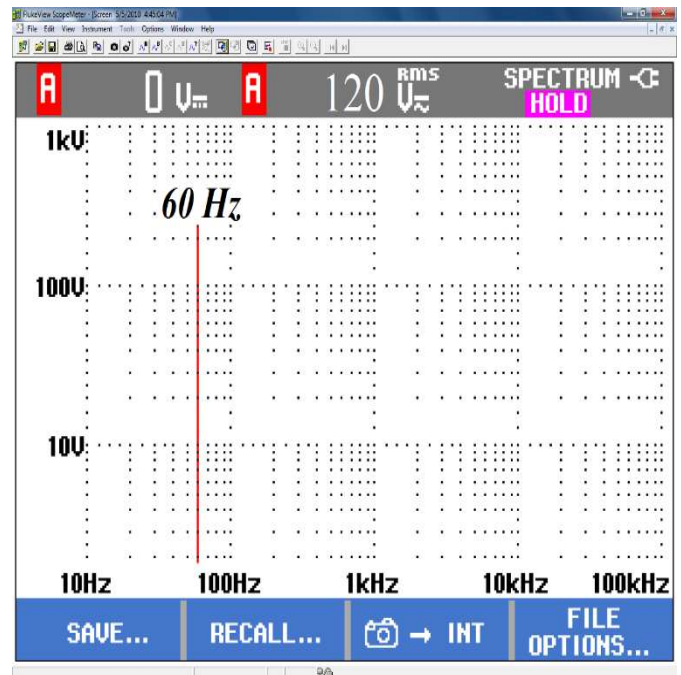 FlukeView ScopeMeter - [Screen 5/5/2010 4:45:04 PM]
File Edit View Instrument Tools Options Window Help
A 0 V A 120 V rms SPECTRUM
HOLD
1kV
60 Hz
100V
10V
10Hz 100Hz 1kHz 10kHz 100kHz
SAVE... RECALL... → INT FILE OPTIONS...